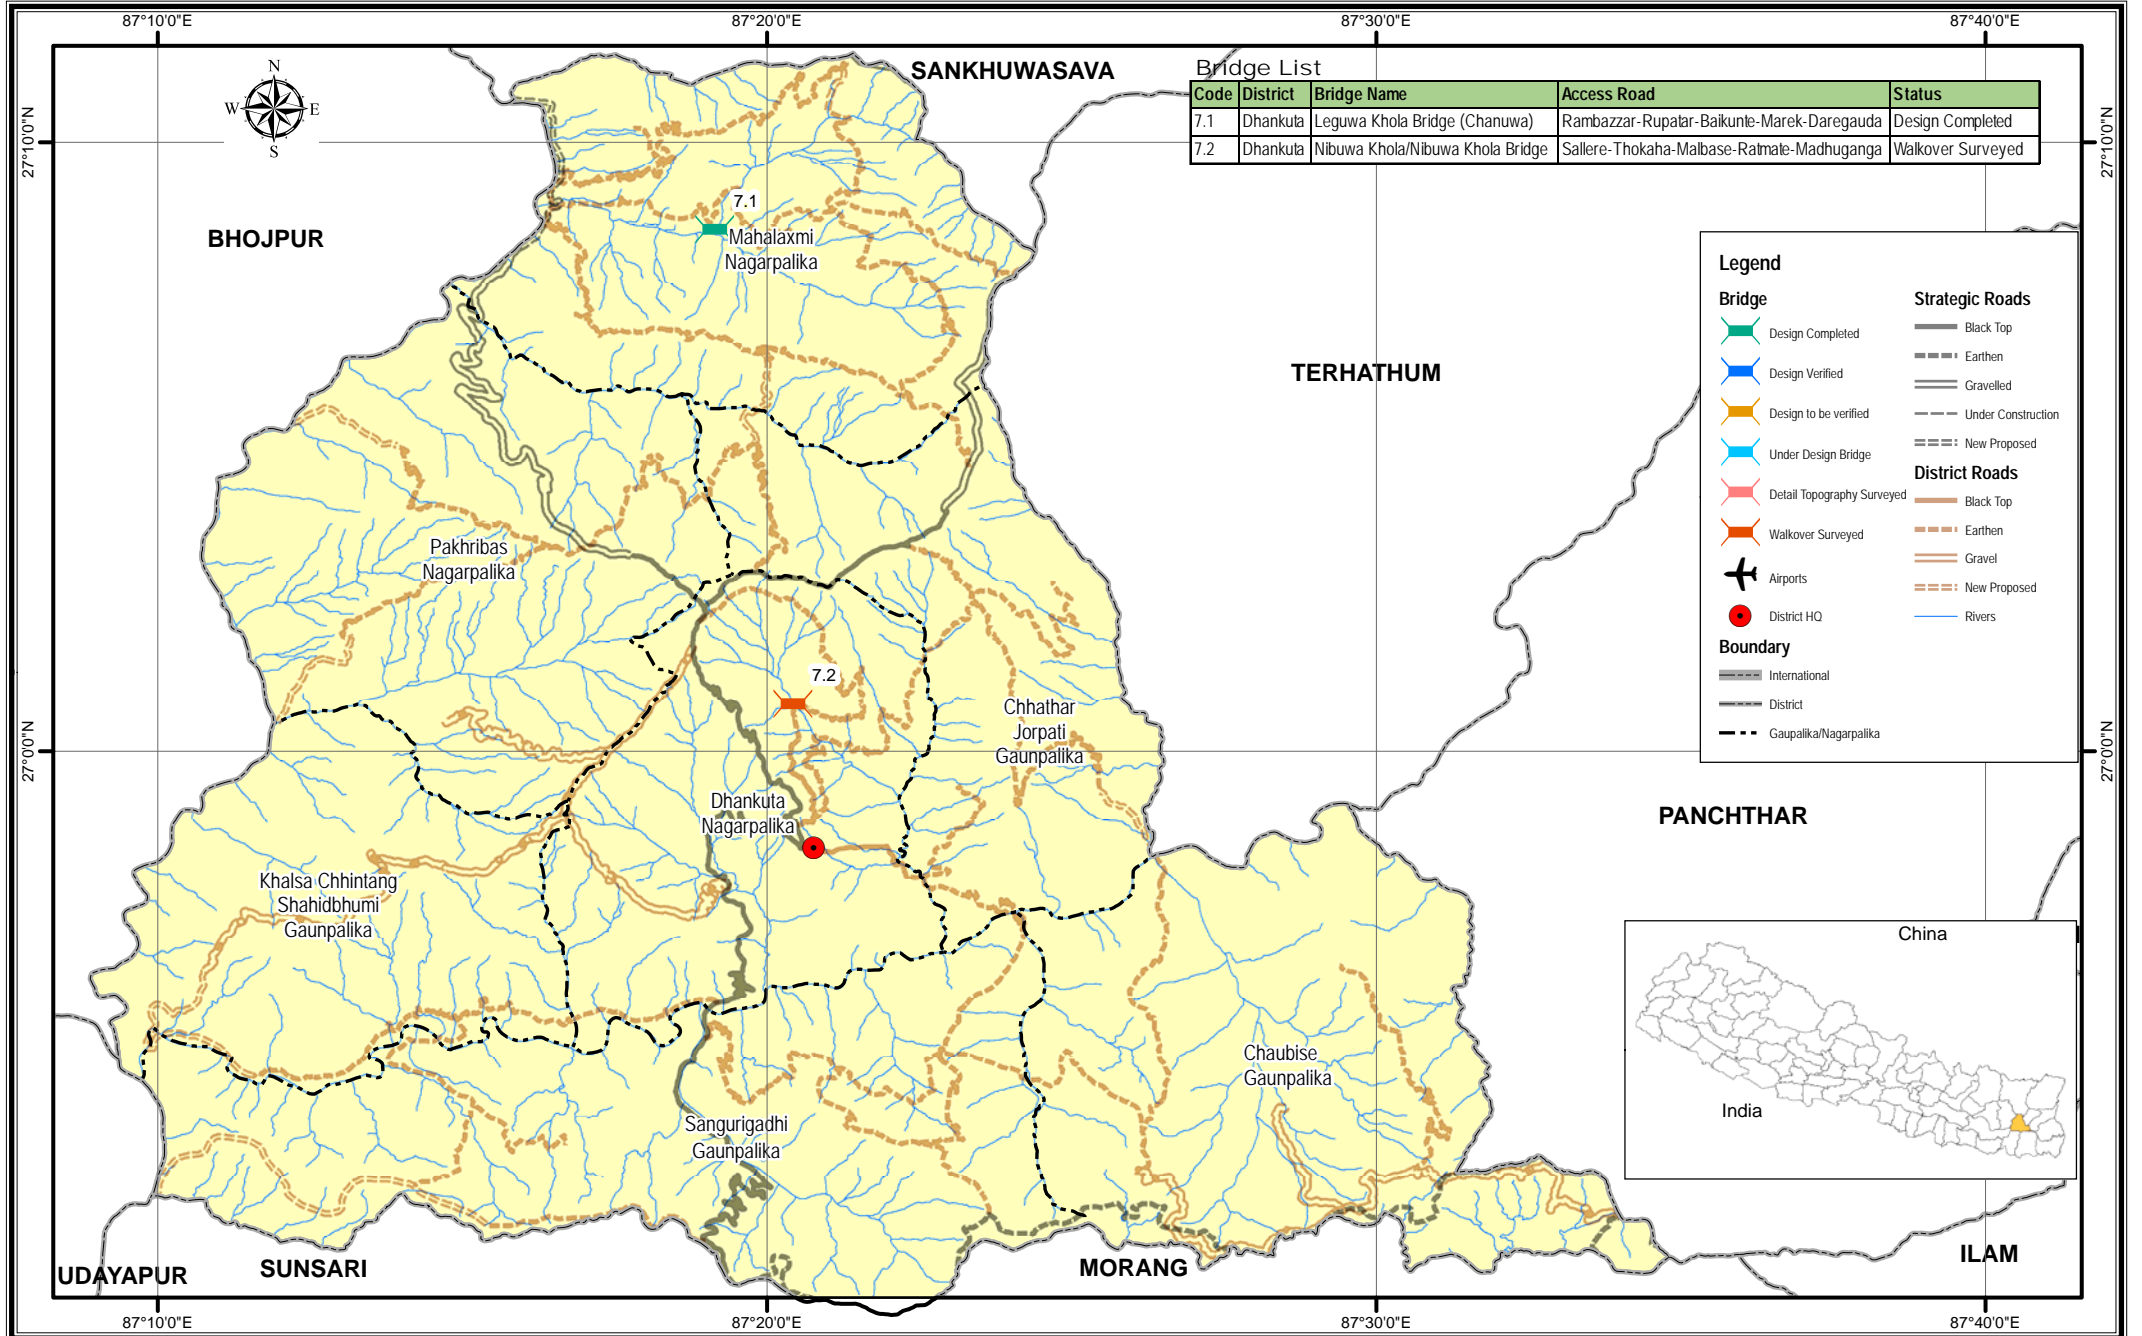 87°10'0"E
87°20'0"E
87°30'0"E
87°40'0"E
SANKHUWASAVA
Bridge List
Code District Bridge Name Access Road Status
7.1 Dhankuta Leguwa Khola Bridge (Chanuwa) Rambazzar-Rupatar-Baikunte-Marek-Daregauda Design Completed
7.2 Dhankuta Nibuwa Khola/Nibuwa Khola Bridge Sallere-Thokaha-Malbase-Ratmate-Madhuganga Walkover Surveyed
N
W
E
S
27°10'0"N
27°10'0"N
BHOJPUR
7.1
Mahalaxmi
Nagarpalika
TERHATHUM
Legend
Bridge
Design Completed
Design Verified
Design to be verified
Under Design Bridge
Detail Topography Surveyed
Walkover Surveyed
Airports
District HQ
Boundary
International
District
Gaupalika/Nagarpalika
Strategic Roads
Black Top
Earthen
Gravelled
Under Construction
New Proposed
District Roads
Black Top
Earthen
Gravel
New Proposed
Rivers
Pakhribas
Nagarpalika
7.2
Chhathar
Jorpati
Gaunpalika
27°0'0"N
27°0'0"N
Dhankuta
Nagarpalika
PANCHTHAR
Khalsa Chhintang
Shahidbhumi
Gaunpalika
China
India
Chaubise
Gaunpalika
Sangurigadhi
Gaunpalika
UDAYAPUR
SUNSARI
MORANG
ILAM
87°10'0"E
87°20'0"E
87°30'0"E
87°40'0"E